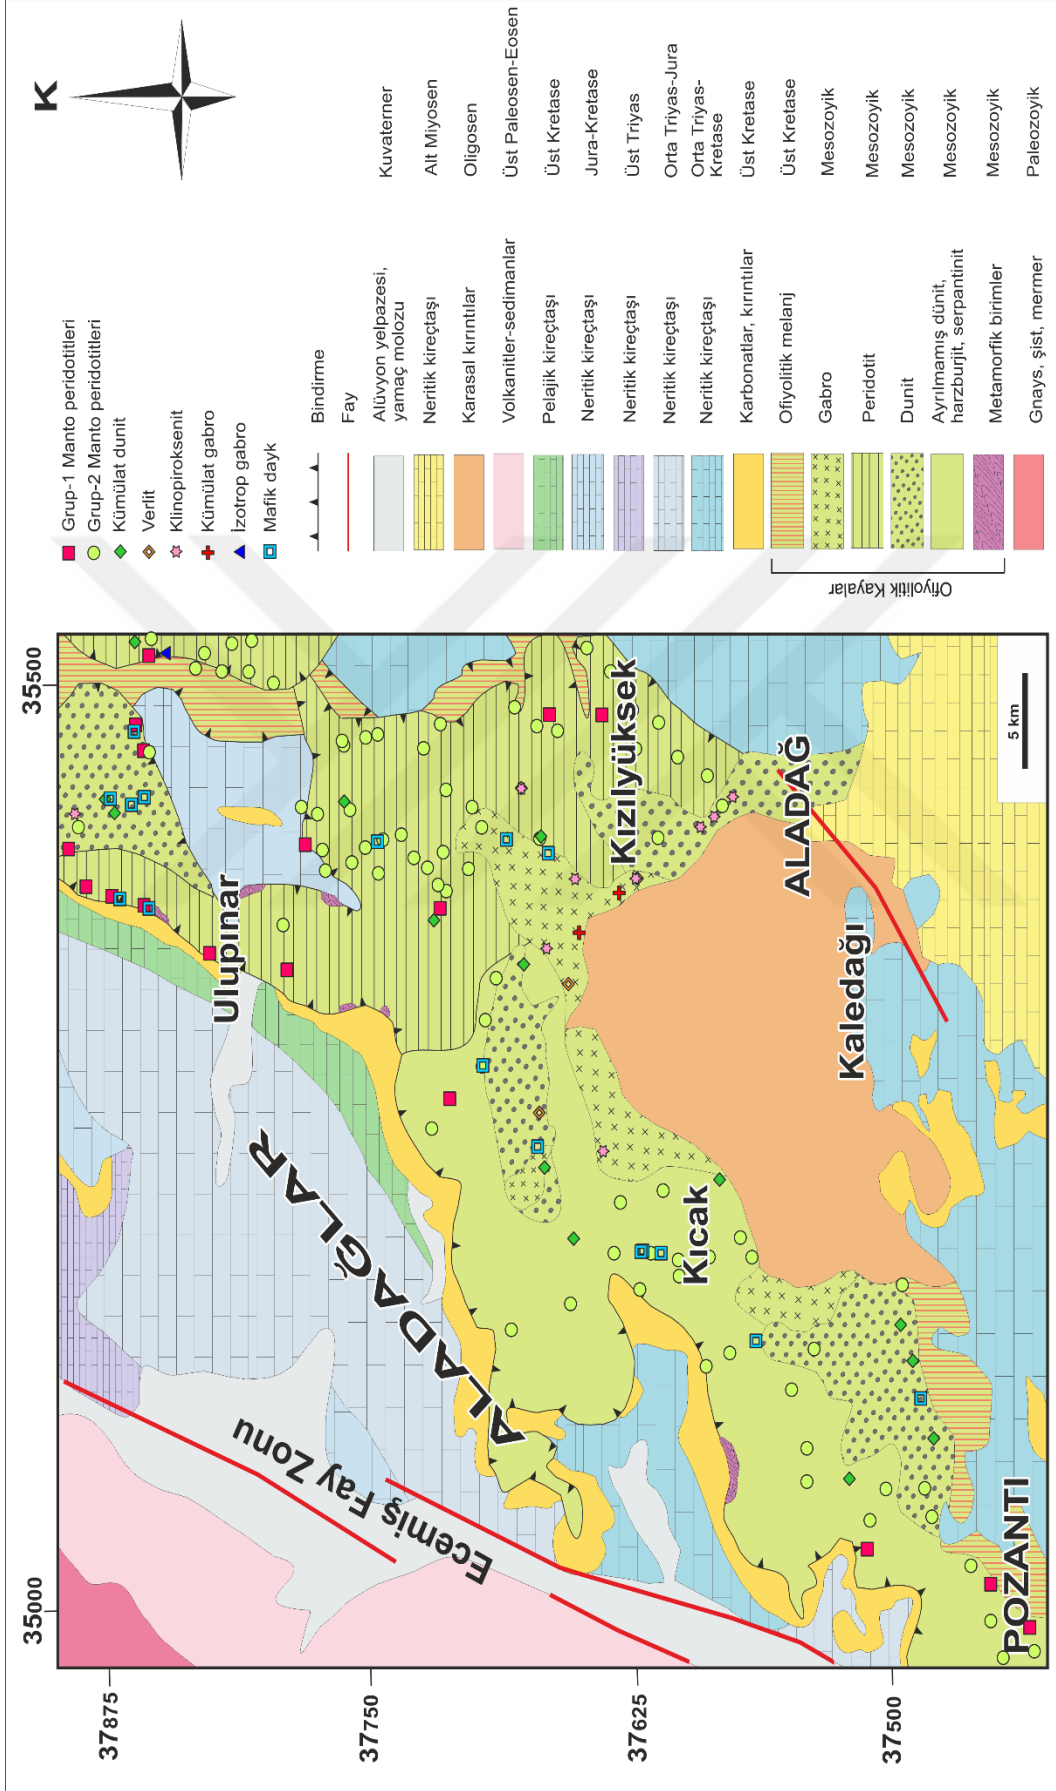 K
Grup-1 Manto peridotitleri
Grup-2 Manto peridotitleri
Kümülat dunit
Verlit
Klinopiroksenit
Kümülat gabro
İzotrop gabro
Mafik dayk
Bindirme
Fay
Alüvyon yelpazesi,
yamaç molozu
Kuvaterner
Neritik kireçtaşı
Alt Miyosen
Karasal kırıntılar
Oligosen
Volkanitler-sedimanlar
Üst Paleosen-Eosen
Pelajik kireçtaşı
Üst Kretase
Neritik kireçtaşı
Jura-Kretase
Neritik kireçtaşı
Üst Triyas
Neritik kireçtaşı
Orta Triyas-Jura
Neritik kireçtaşı
Orta Triyas-
Kretase
Karbonatlar, kırıntılar
Üst Kretase
Ofiyolitik melanj
Üst Kretase
Gabro
Mesozoyik
Peridotit
Mesozoyik
Dunit
Mesozoyik
Ayrılmamış dünit,
harzburjit, serpantinit
Mesozoyik
Metamorfik birimler
Mesozoyik
Gnays, şist, mermer
Paleozoyik
Ofiyolitik Kayalar
35500
35000
37875
37750
37625
37500
Ulupınar
ALADAĞLAR
Ecemiş Fay Zonu
Kızılyüksek
ALADAĞ
Kaledağı
Kıcak
POZANTI
5 km